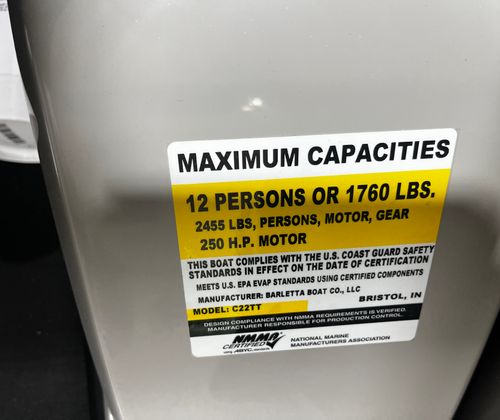 MAXIMUM CAPACITIES
12 PERSONS OR 1760 LBS.
2455 LBS, PERSONS, MOTOR, GEAR
250 H.P. MOTOR
THIS BOAT COMPLIES WITH THE U.S. COAST GUARD SAFETY
STANDARDS IN EFFECT ON THE DATE OF CERTIFICATION
MEETS U.S. EPA EVAP STANDARDS USING CERTIFIED COMPONENTS
MANUFACTURER: BARLETTA BOAT CO., LLC
BRISTOL, IN
MODEL: C22TT
DESIGN COMPLIANCE WITH NMMA REQUIREMENTS IS VERIFIED.
MANUFACTURER RESPONSIBLE FOR PRODUCTION CONTROL.
NMMA
CERTIFIED
NATIONAL MARINE
MANUFACTURERS ASSOCIATION